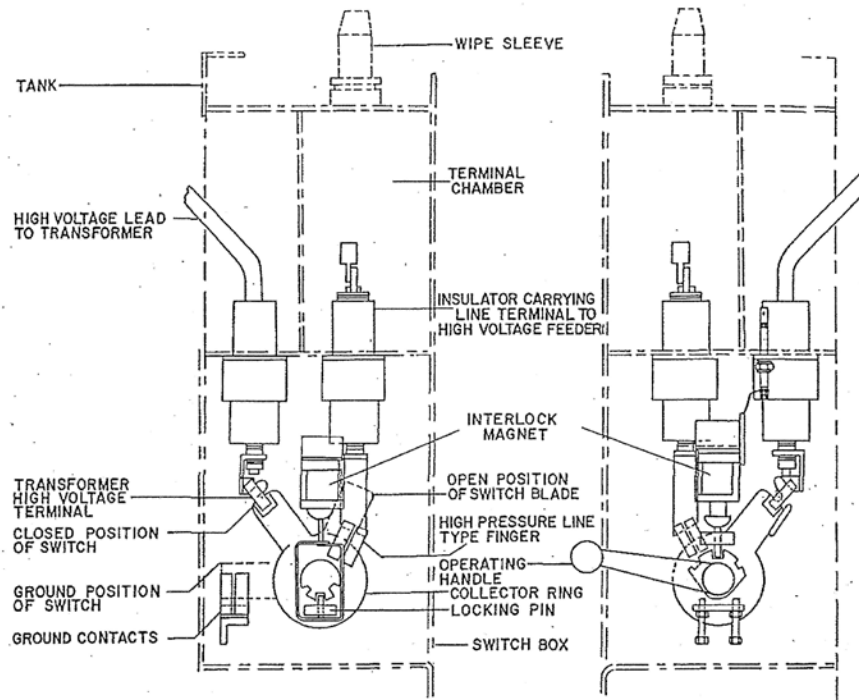 WIPE SLEEVE
TANK
TERMINAL
CHAMBER
HIGH VOLTAGE LEAD
TO TRANSFORMER
INSULATOR CARRYING
LINE TERMINAL TO
HIGH VOLTAGE FEEDER
INTERLOCK
MAGNET
TRANSFORMER
HIGH VOLTAGE
TERMINAL
OPEN POSITION
OF SWITCH BLADE
CLOSED POSITION
OF SWITCH
HIGH PRESSURE LINE
TYPE FINGER
OPERATING
HANDLE
GROUND POSITION
OF SWITCH
COLLECTOR RING
LOCKING PIN
GROUND CONTACTS
SWITCH BOX